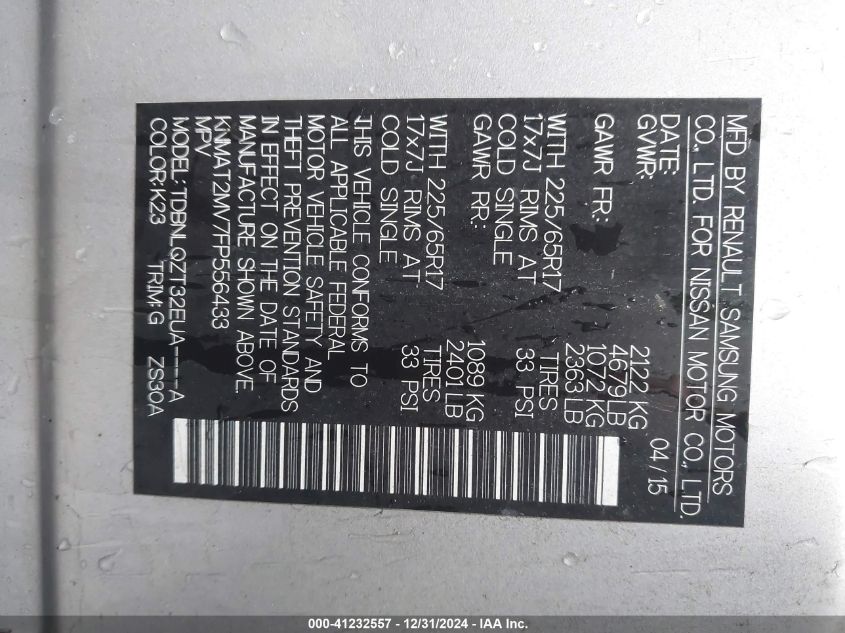 MFD BY RENAULT SAMSUNG MOTORS
CO., LTD. FOR NISSAN MOTOR CO., LTD.
DATE: 04/15
GVWR: 2122 KG
4679 LB
GAWR FR: 1072 KG
2363 LB
WITH 225/65R17 TIRES
17x7J RIMS AT 33 PSI
COLD SINGLE
GAWR RR: 1089 KG
2401 LB
WITH 225/65R17 TIRES
17x7J RIMS AT 33 PSI
COLD SINGLE
THIS VEHICLE CONFORMS TO
ALL APPLICABLE FEDERAL
MOTOR VEHICLE SAFETY AND
THEFT PREVENTION STANDARDS
IN EFFECT ON THE DATE OF
MANUFACTURE SHOWN ABOVE.
KNMAT2MV7FP556433
MPV
MODEL: TDBNLQZT32EUA----A
COLOR: K23 TRIM: G ZS30A
000-41232557 - 12/31/2024 - IAA Inc.